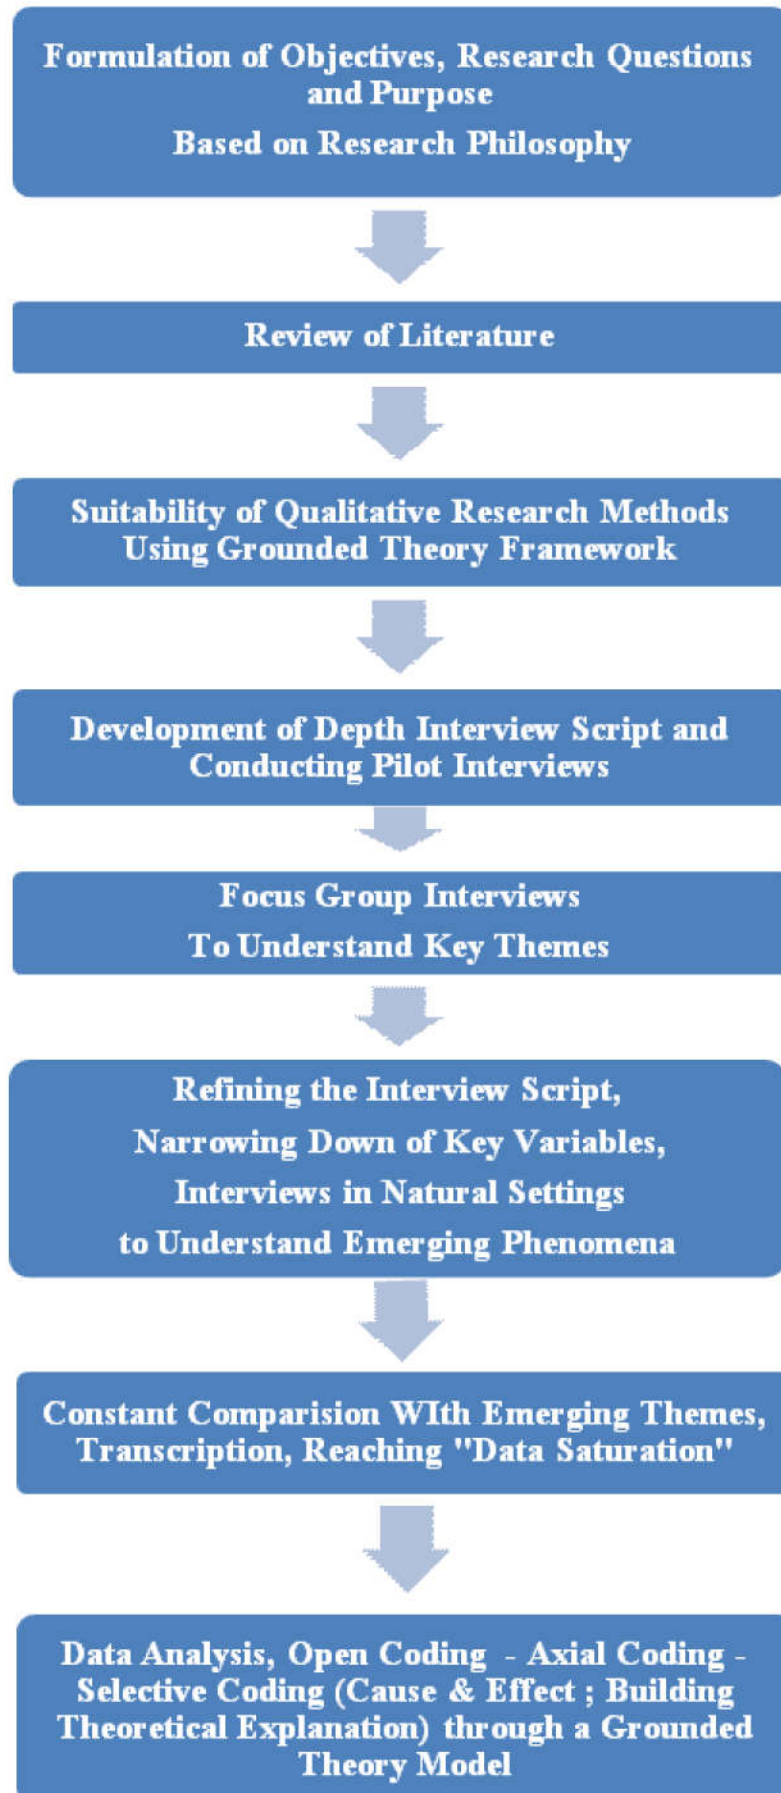 Formulation of Objectives, Research Questions
and Purpose
Based on Research Philosophy
Review of Literature
Suitability of Qualitative Research Methods
Using Grounded Theory Framework
Development of Depth Interview Script and
Conducting Pilot Interviews
Focus Group Interviews
To Understand Key Themes
Refining the Interview Script,
Narrowing Down of Key Variables,
Interviews in Natural Settings
to Understand Emerging Phenomena
Constant Comparision WIth Emerging Themes,
Transcription, Reaching "Data Saturation"
Data Analysis, Open Coding - Axial Coding -
Selective Coding (Cause & Effect ; Building
Theoretical Explanation) through a Grounded
Theory Model